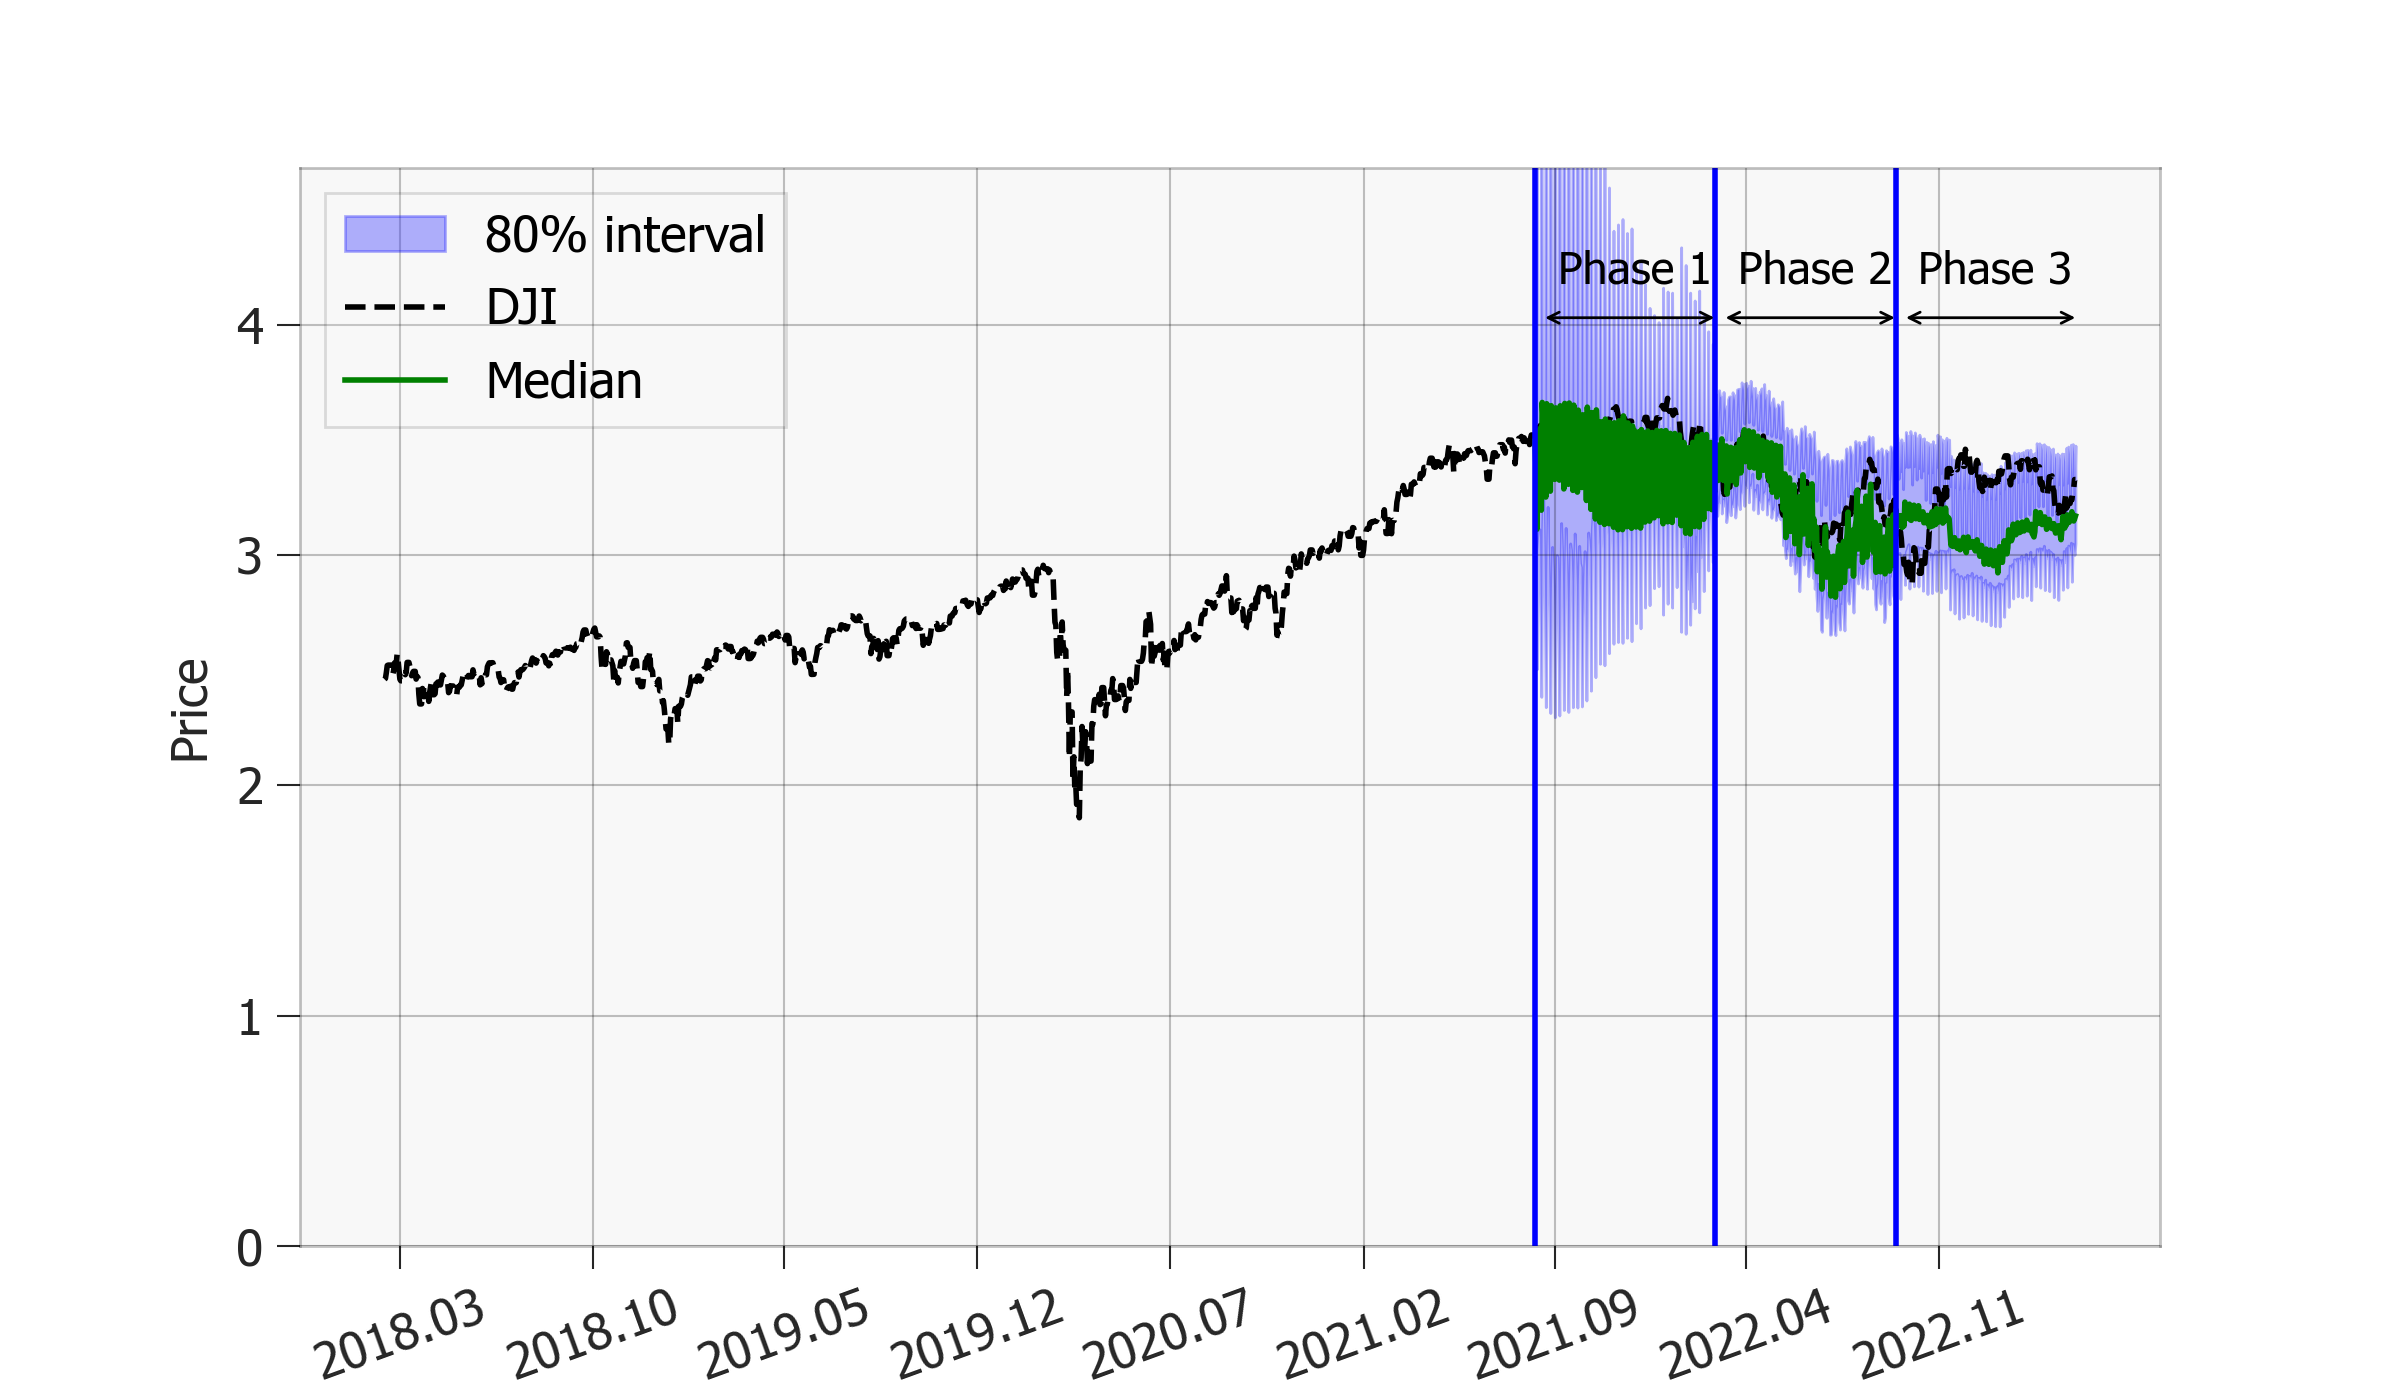 80% interval
DJI
Median
Phase 1
Phase 2
Phase 3
Price
4
3
2
1
0
2018.03
2018.10
2019.05
2019.12
2020.07
2021.02
2021.09
2022.04
2022.11